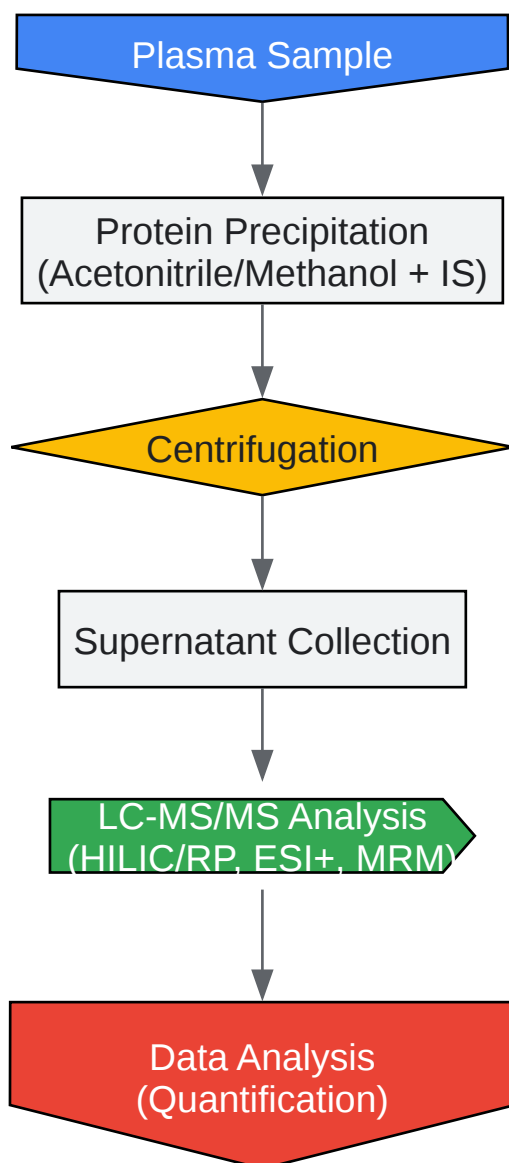 Plasma Sample
Protein Precipitation
(Acetonitrile/Methanol + IS)
Centrifugation
Supernatant Collection
LC-MS/MS Analysis
(HILIC/RP, ESI+, MRM)
Data Analysis
(Quantification)